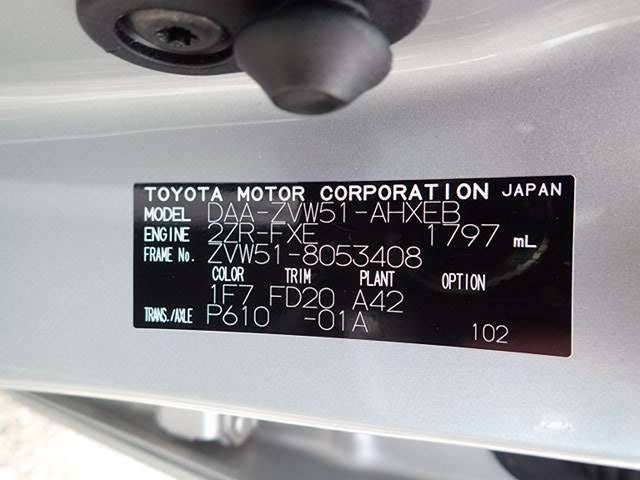 TOYOTA MOTOR CORPORATION JAPAN
MODEL DAA-ZVW51-AHXEB
ENGINE 2ZR-FXE 1797 mL
FRAME No. ZVW51-8053408
COLOR TRIM PLANT OPTION
1F7 FD20 A42
TRANS./AXLE P610 -01A 102